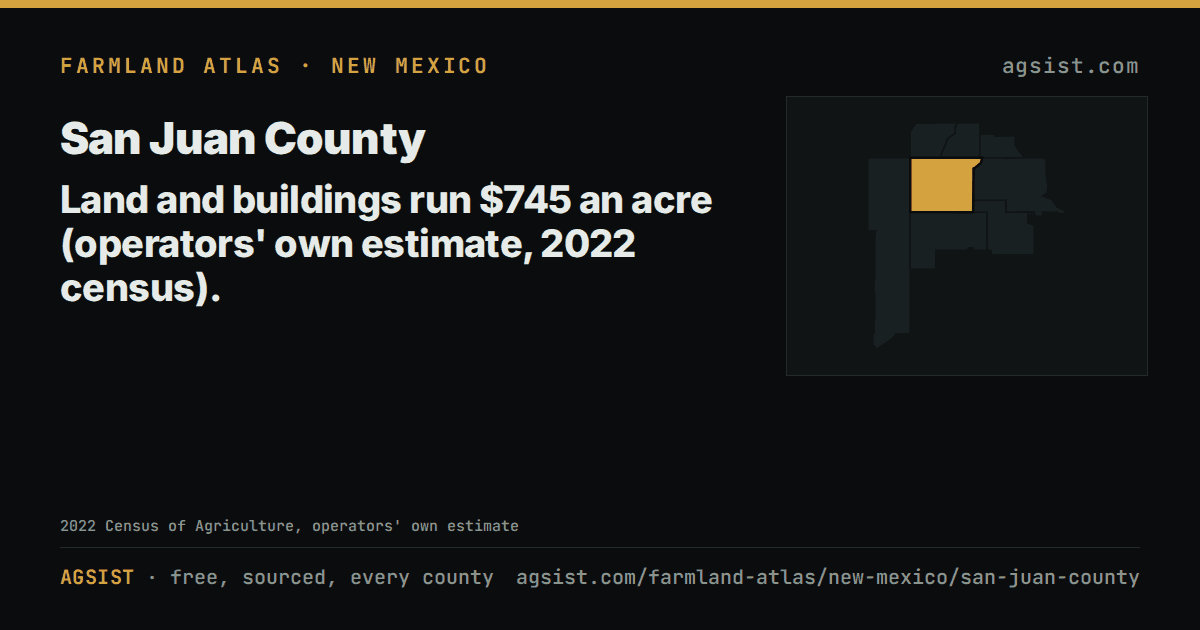 FARMLAND ATLAS · NEW MEXICO
agsist.com
San Juan County
Land and buildings run $745 an acre
(operators' own estimate, 2022
census).
2022 Census of Agriculture, operators' own estimate
AGSIST · free, sourced, every county
agsist.com/farmland-atlas/new-mexico/san-juan-county